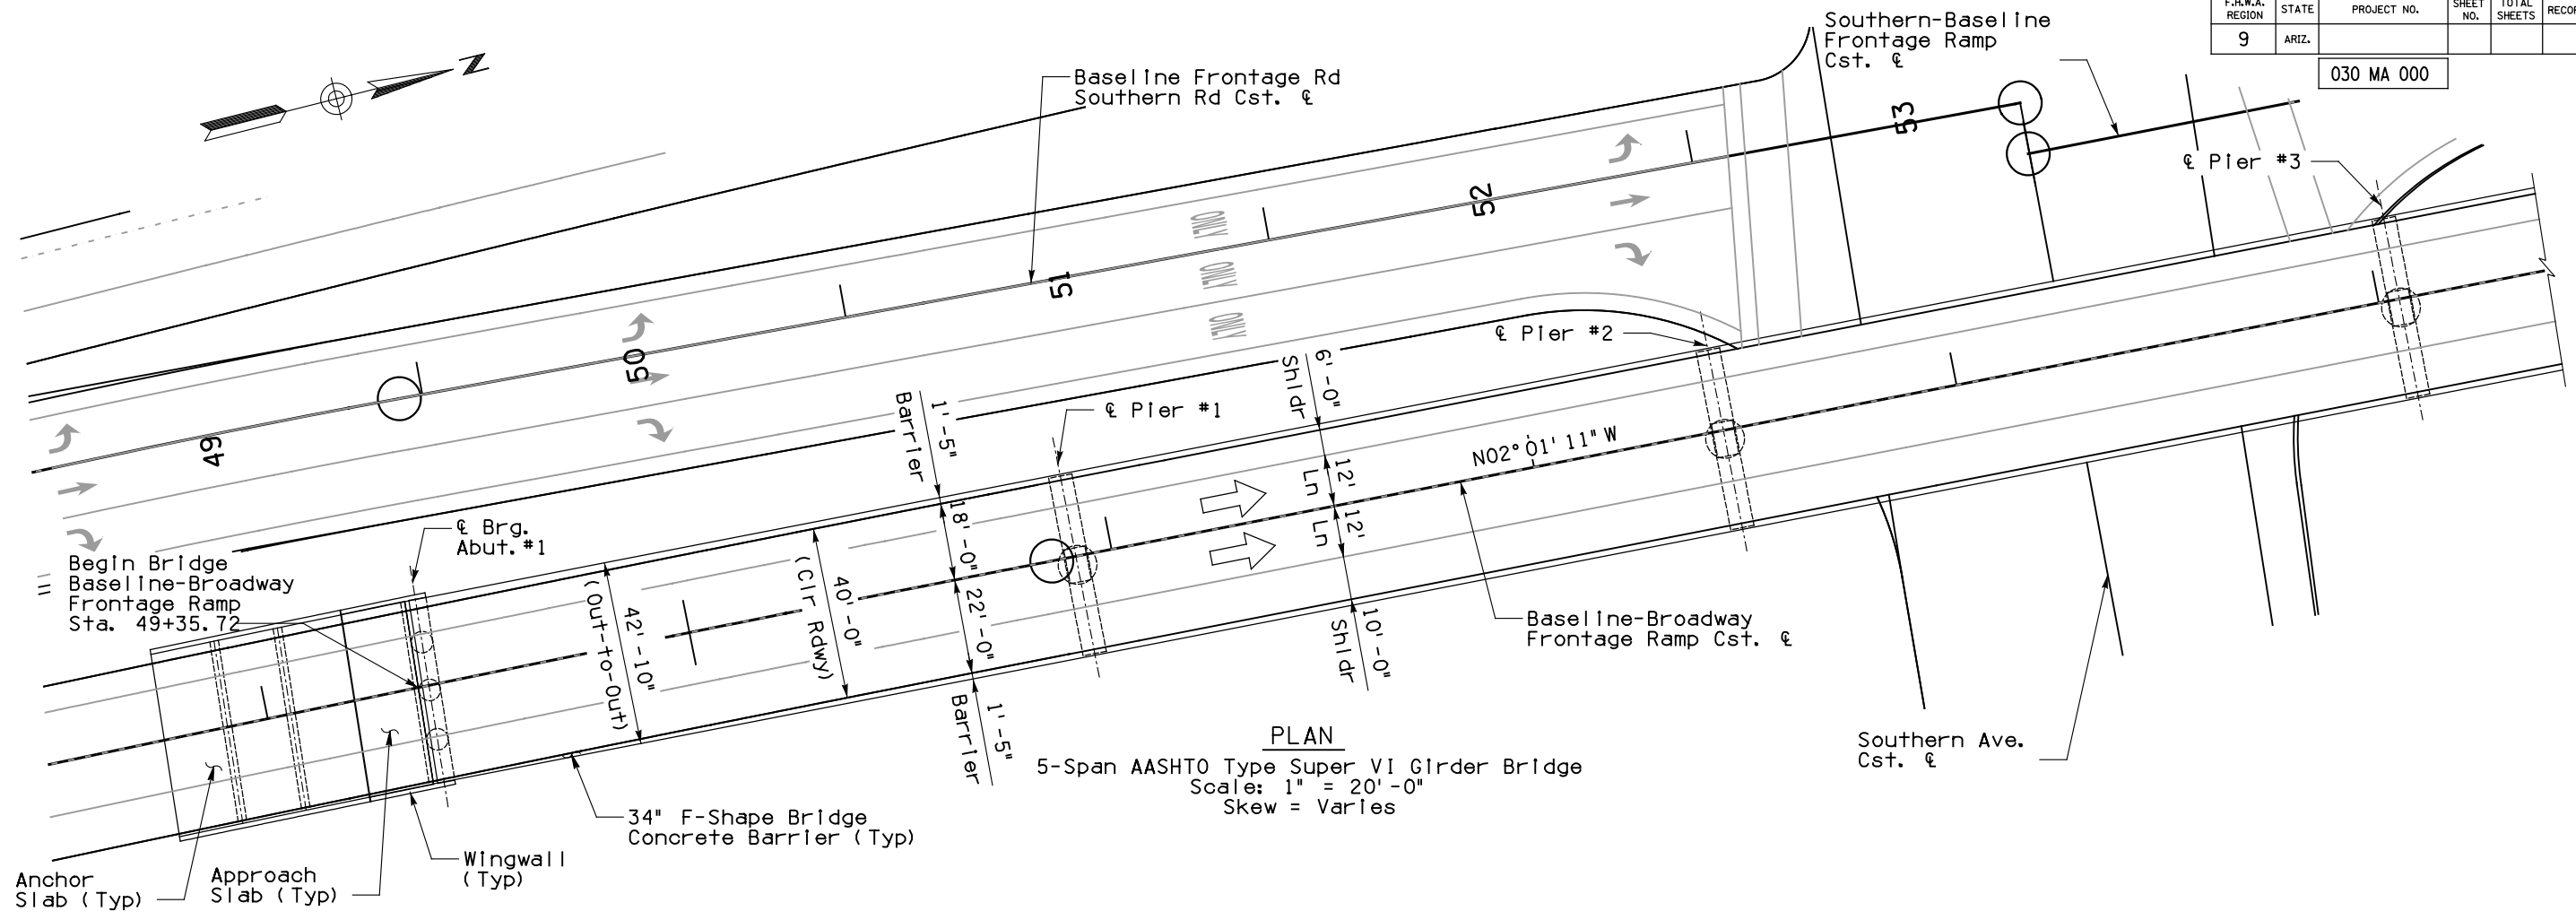 F.H.W.A. REGION
STATE
PROJECT NO.
SHEET NO.
TOTAL SHEETS
9
ARIZ.
030 MA 000
N
Baseline Frontage Rd
Southern Rd Cst. ℄
Southern-Baseline
Frontage Ramp
Cst. ℄
℄ Pier #3
53
52
51
50
49
ONLY
ONLY
ONLY
℄ Pier #2
℄ Pier #1
6'-0"
Shldr
12'
Ln
12'
Ln
10'-0"
Shldr
1'-5"
Barrier
18'-0"
22'-0"
1'-5"
Barrier
40'-0"
(Clr Rdwy)
42'-10"
(Out-to-Out)
N02°01'11"W
℄ Brg.
Abut.#1
Begin Bridge
Baseline-Broadway
Frontage Ramp
Sta. 49+35.72
Baseline-Broadway
Frontage Ramp Cst. ℄
Southern Ave.
Cst. ℄
PLAN
5-Span AASHTO Type Super VI Girder Bridge
Scale: 1" = 20'-0"
Skew = Varies
34" F-Shape Bridge
Concrete Barrier (Typ)
Wingwall
(Typ)
Approach
Slab (Typ)
Anchor
Slab (Typ)